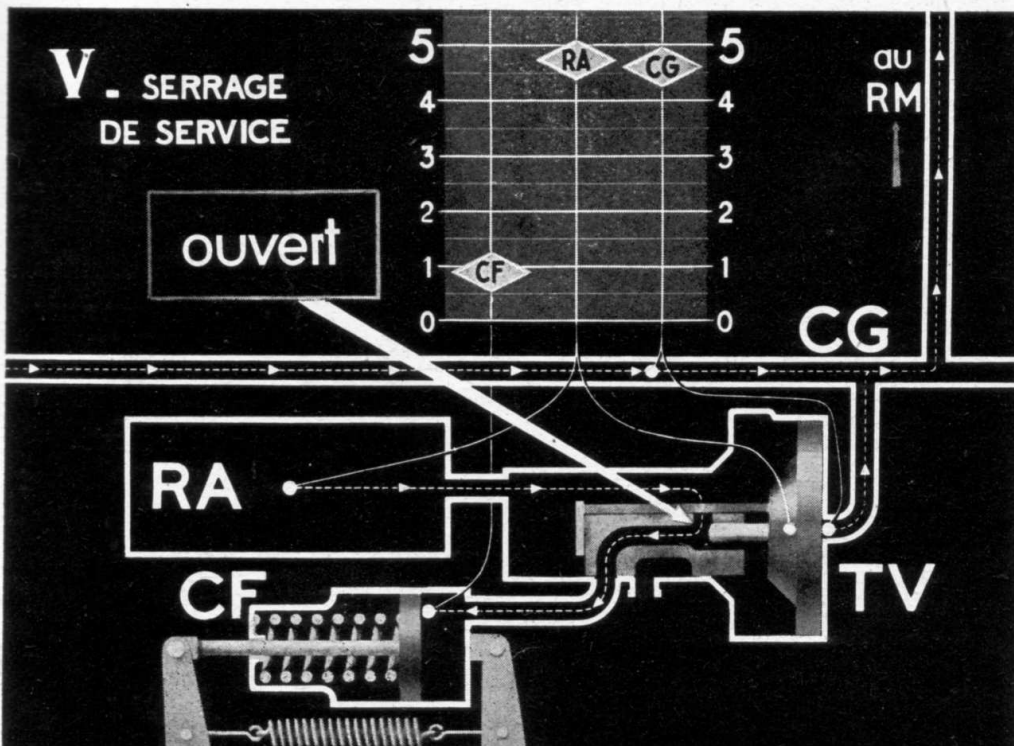 V. SERRAGE
DE SERVICE
ouvert
5 5
4 4
3 3
2 2
1 1
0 0
RA CG
CF
au
RM
CG
RA
CF
TV